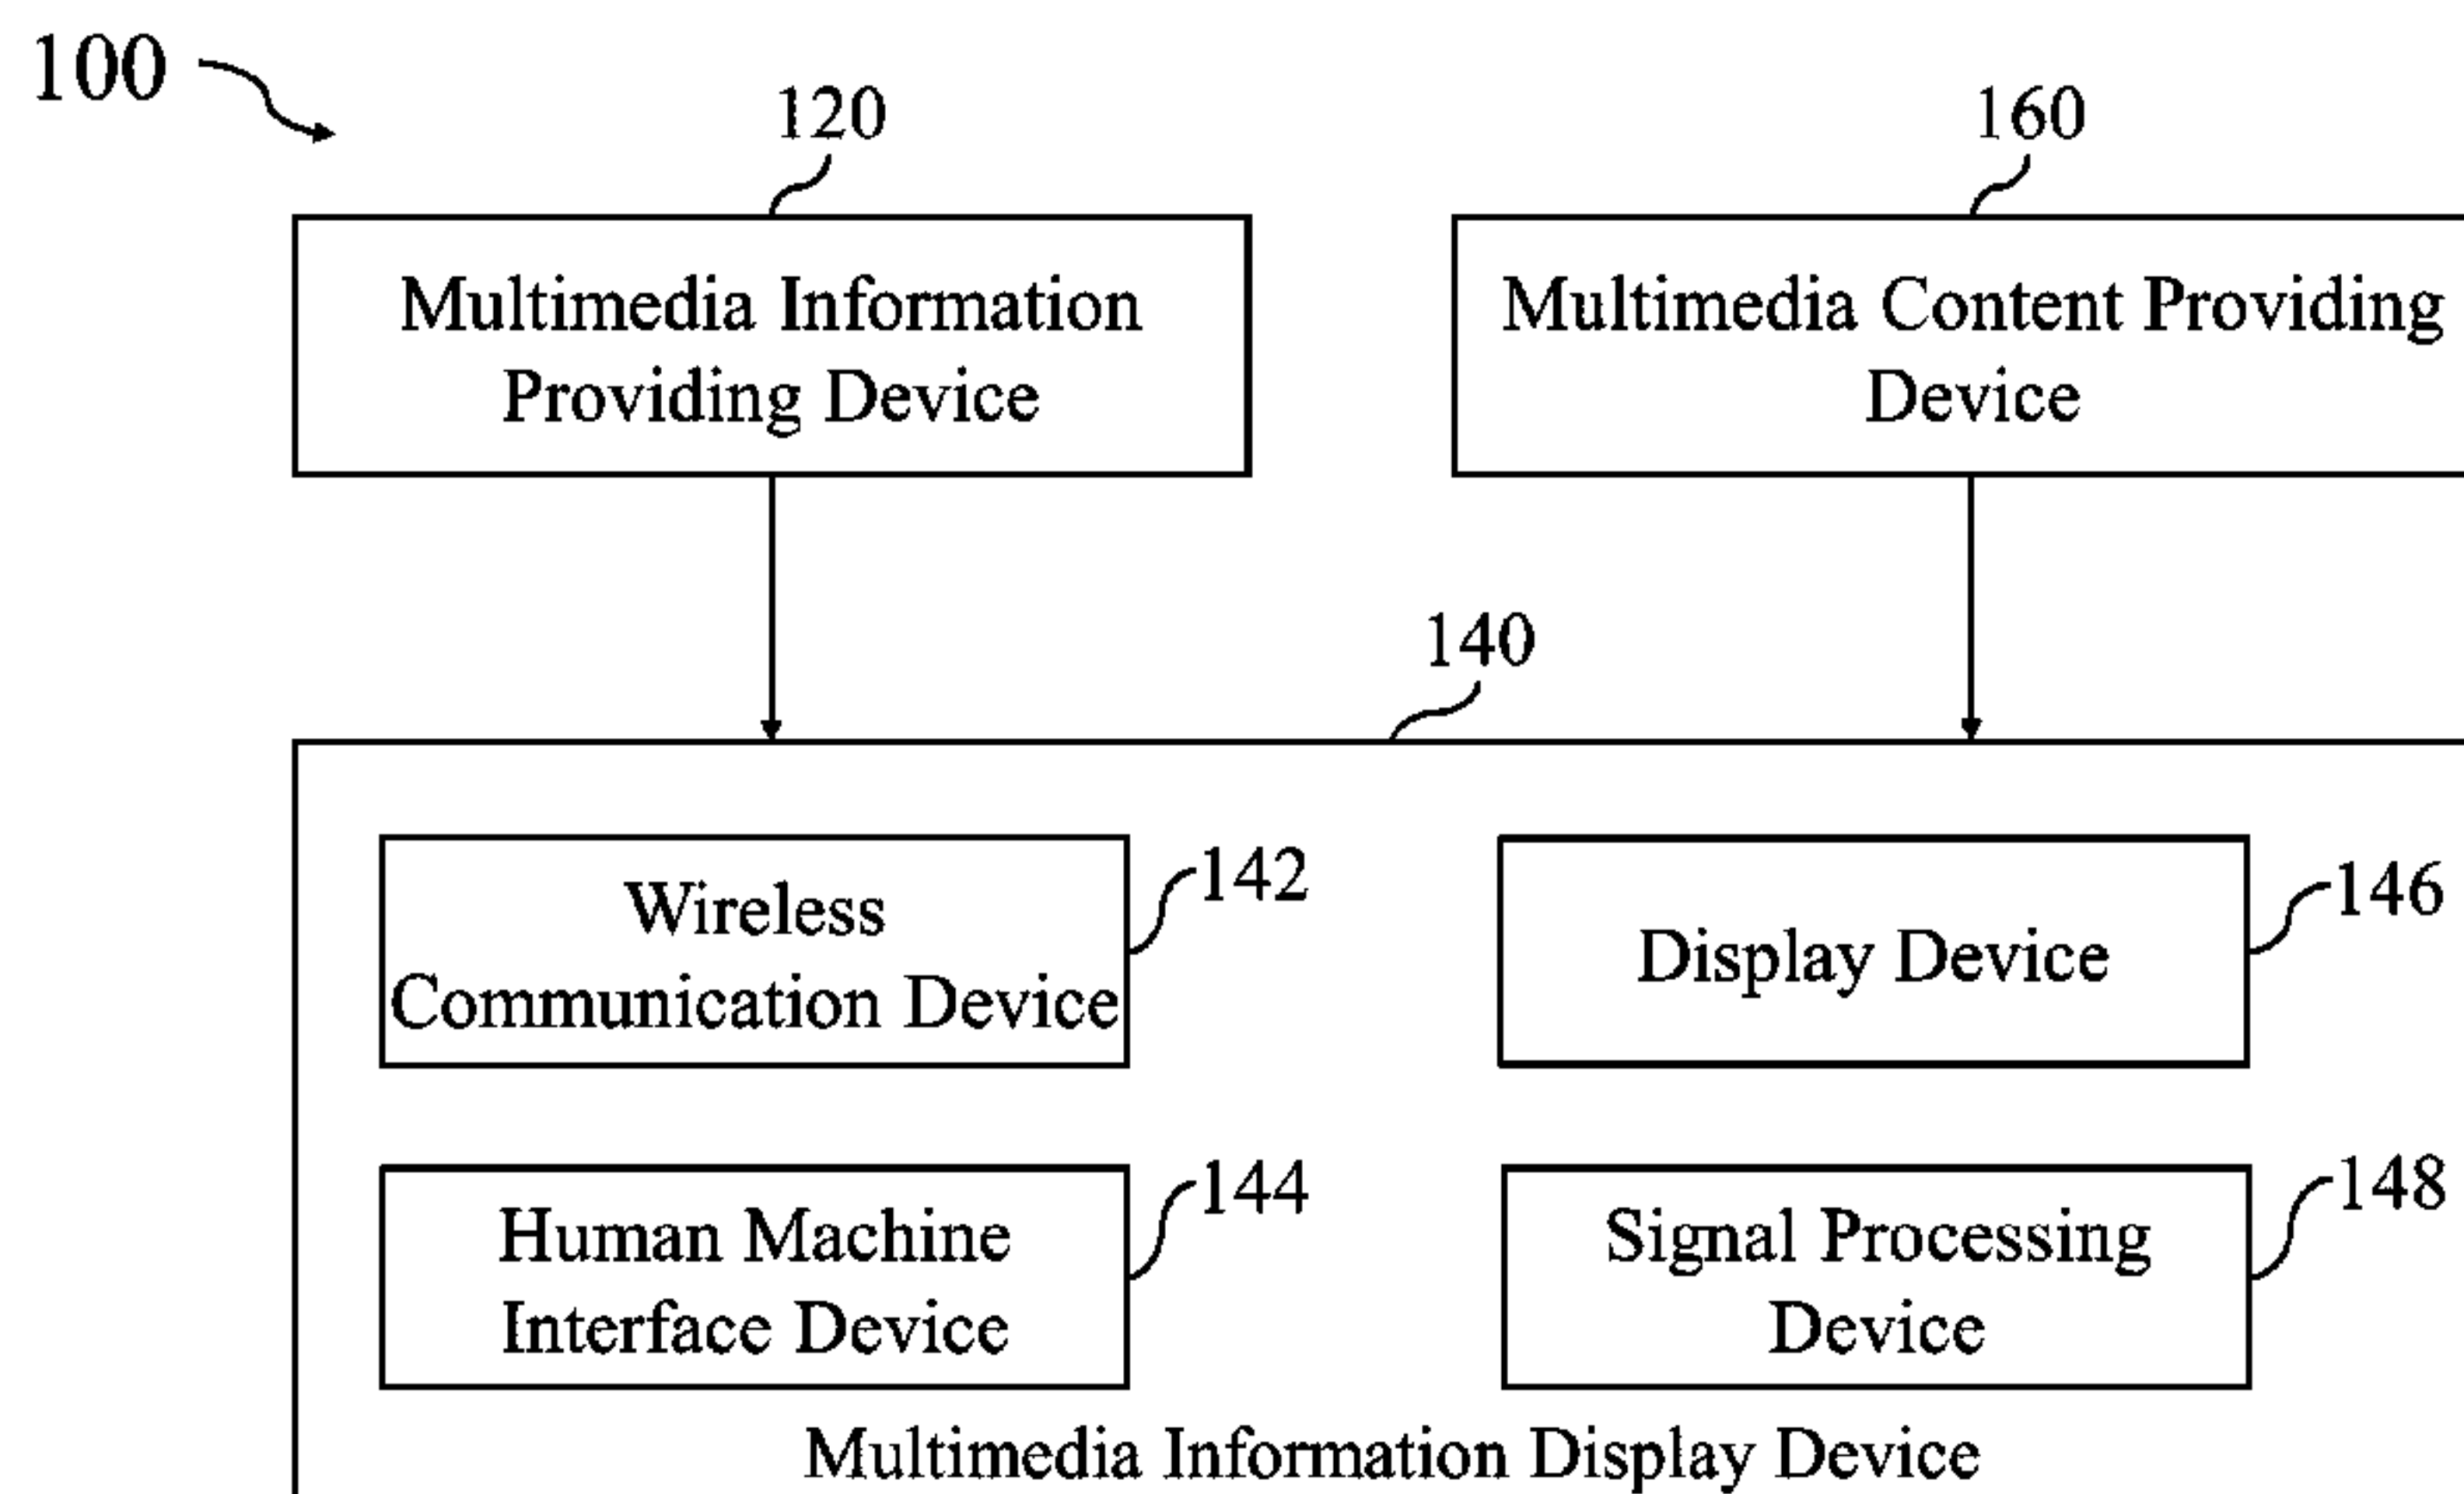 100
120
160
Multimedia Information
Providing Device
Multimedia Content Providing
Device
140
Wireless
Communication Device
142
Display Device
146
Human Machine
Interface Device
144
Signal Processing
Device
148
Multimedia Information Display Device